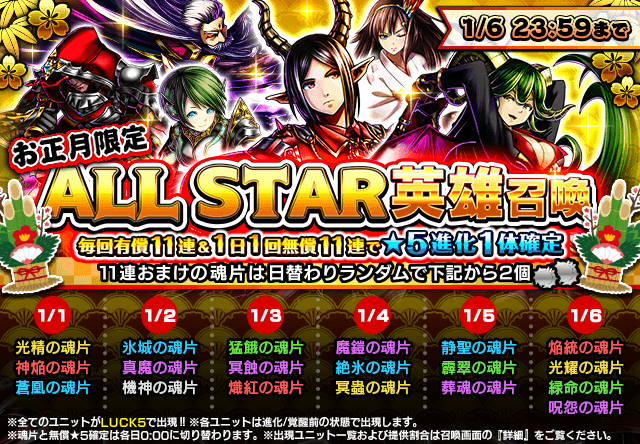 1/6 23:59まで
お正月限定
ALL STAR英雄召喚
毎回有償11連&1日1回無償11連で★5進化1体確定
11連おまけの魂片は日替わりランダムで下記から2個
1/1 1/2 1/3 1/4 1/5 1/6
光精の魂片 氷城の魂片 猛餓の魂片 魔鎧の魂片 静聖の魂片 焔統の魂片
神焔の魂片 真魔の魂片 冥蝕の魂片 絶氷の魂片 霹翠の魂片 光耀の魂片
蒼凰の魂片 機神の魂片 熾紅の魂片 冥蟲の魂片 葬魂の魂片 緑命の魂片
呪怨の魂片
※全てのユニットがLUCK5で出現!! ※各ユニットは進化/覚醒前の状態で出現します。
※魂片と無償★5確定は各日0:00に切り替わります。 ※出現ユニット一覧および提供割合は召喚画面の『詳細』をご覧ください。